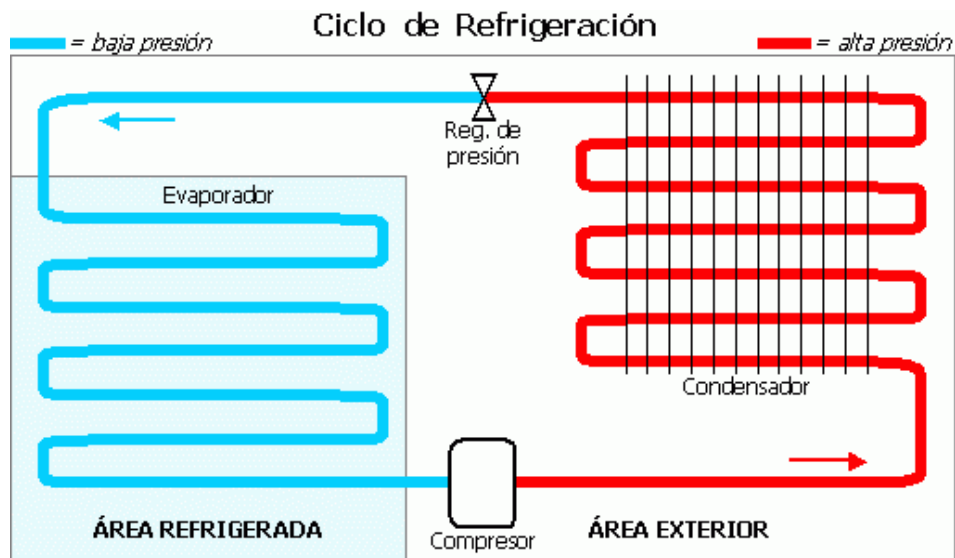 Ciclo de Refrigeración
= baja presión
= alta presión
Reg. de
presión
Evaporador
Condensador
ÁREA REFRIGERADA
Compresor
ÁREA EXTERIOR